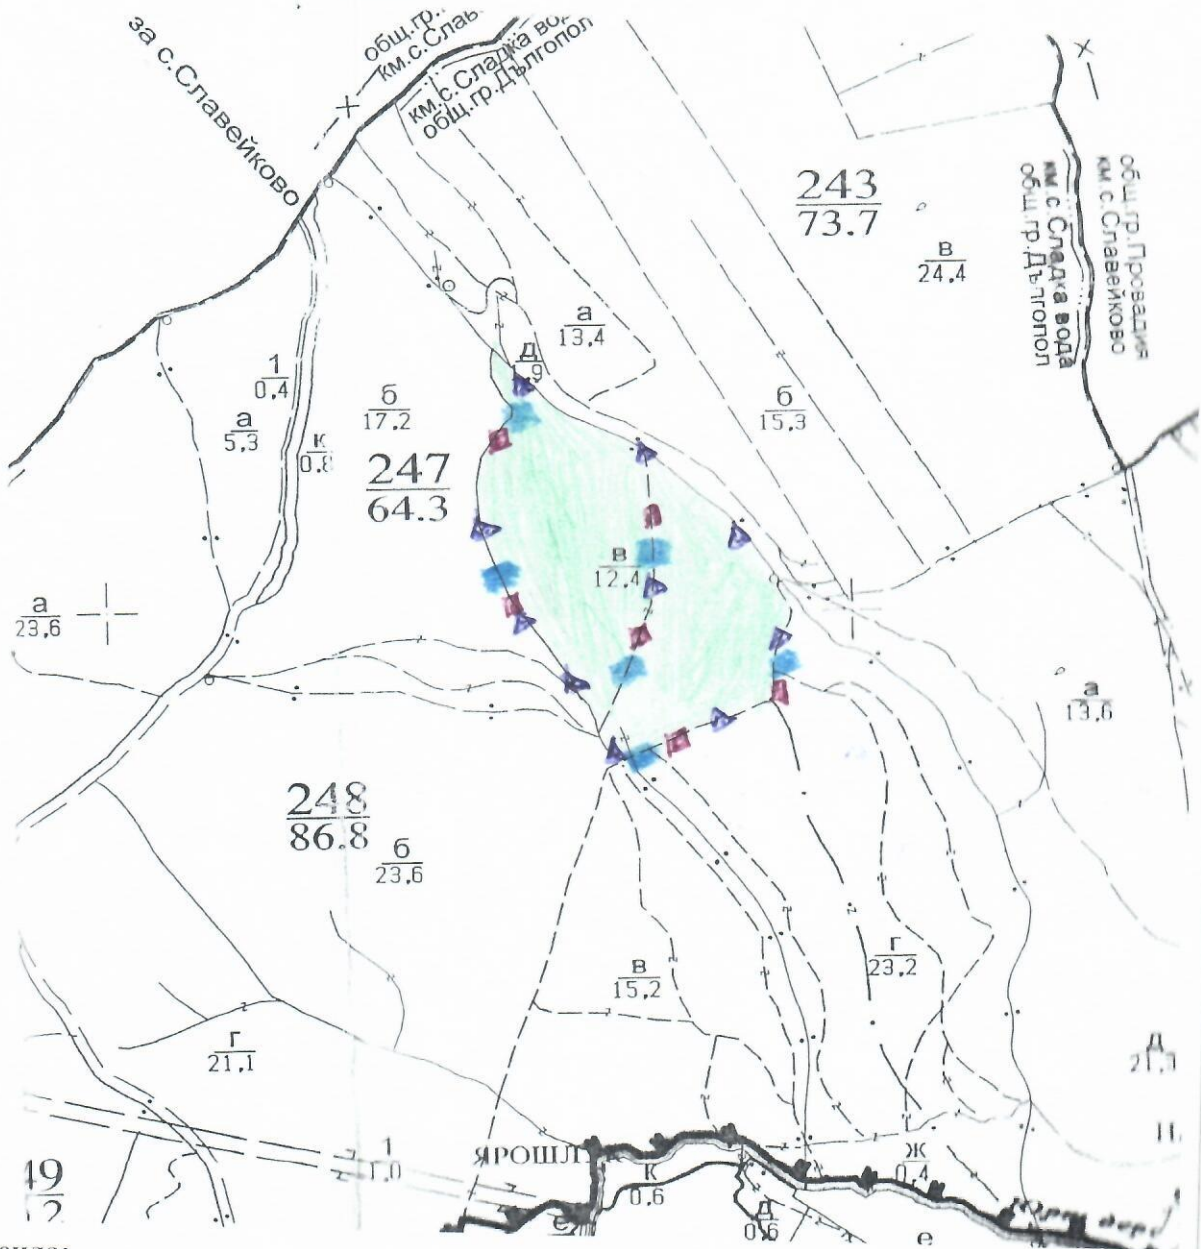 за с. Славейково
общ.гр.
км.с.Слав
км.с.Сладка вод
общ.гр.Дългопол
общ.гр.Провадия
км.с.Славейково
км.с.Сладка вода
общ.гр.Дългопол
243
73.7
в
24,4
а
13,4
д
1,9
б
15,3
1
0.4
а
5,3
к
0.8
б
17.2
247
64.3
в
12,4
а
23,6
а
13,6
248
86.8
б
23,6
в
15,2
г
23,2
г
21,1
д
49
1
1,0
ЯРОШЛ
к
0,6
д
0,6
ж
0,4
е
е